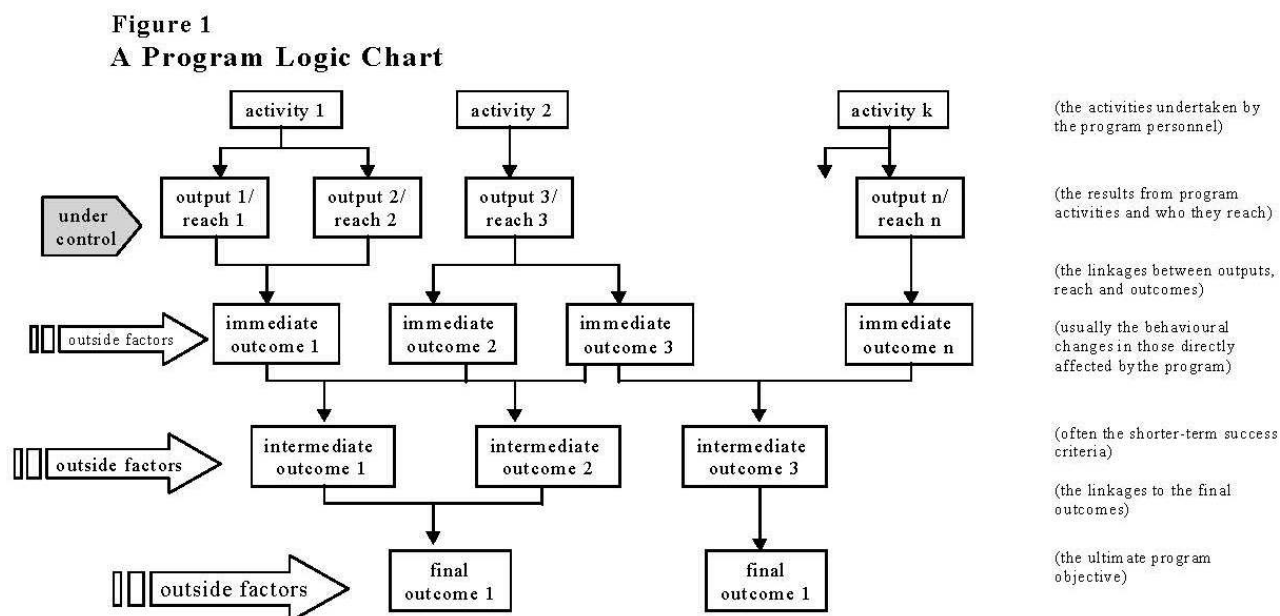 Figure 1
A Program Logic Chart
activity 1
activity 2
activity k
(the activities undertaken by
the program personnel)
under
control
output 1/
reach 1
output 2/
reach 2
output 3/
reach 3
output n/
reach n
(the results from program
activities and who they reach)
(the linkages between outputs,
reach and outcomes)
outside factors
immediate
outcome 1
immediate
outcome 2
immediate
outcome 3
immediate
outcome n
(usually the behavioural
changes in those directly
affected by the program)
outside factors
intermediate
outcome 1
intermediate
outcome 2
intermediate
outcome 3
(often the shorter-term success
criteria)
(the linkages to the final
outcomes)
outside factors
final
outcome 1
final
outcome 1
(the ultimate program
objective)